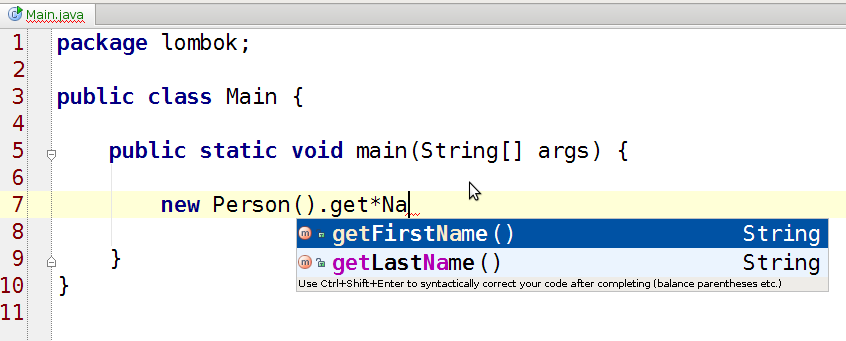 Main.java
1 package lombok;
2
3 public class Main {
4
5 public static void main(String[] args) {
6
7 new Person().get*Na
8 getFirstName() String
9 } getLastName() String
10 } Use Ctrl+Shift+Enter to syntactically correct your code after completing (balance parentheses etc.)
11